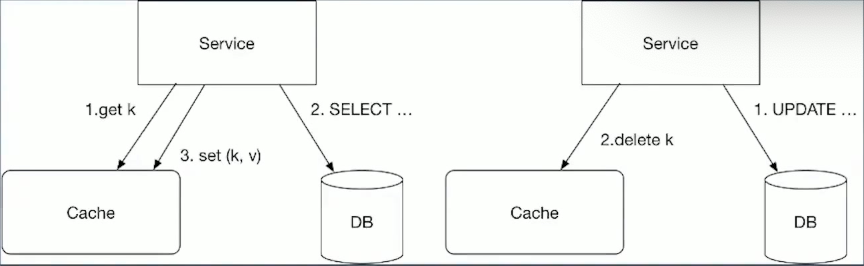 Service
1.get k
2. SELECT ...
3. set (k, v)
Cache
DB
Service
1. UPDATE ...
2.delete k
Cache
DB